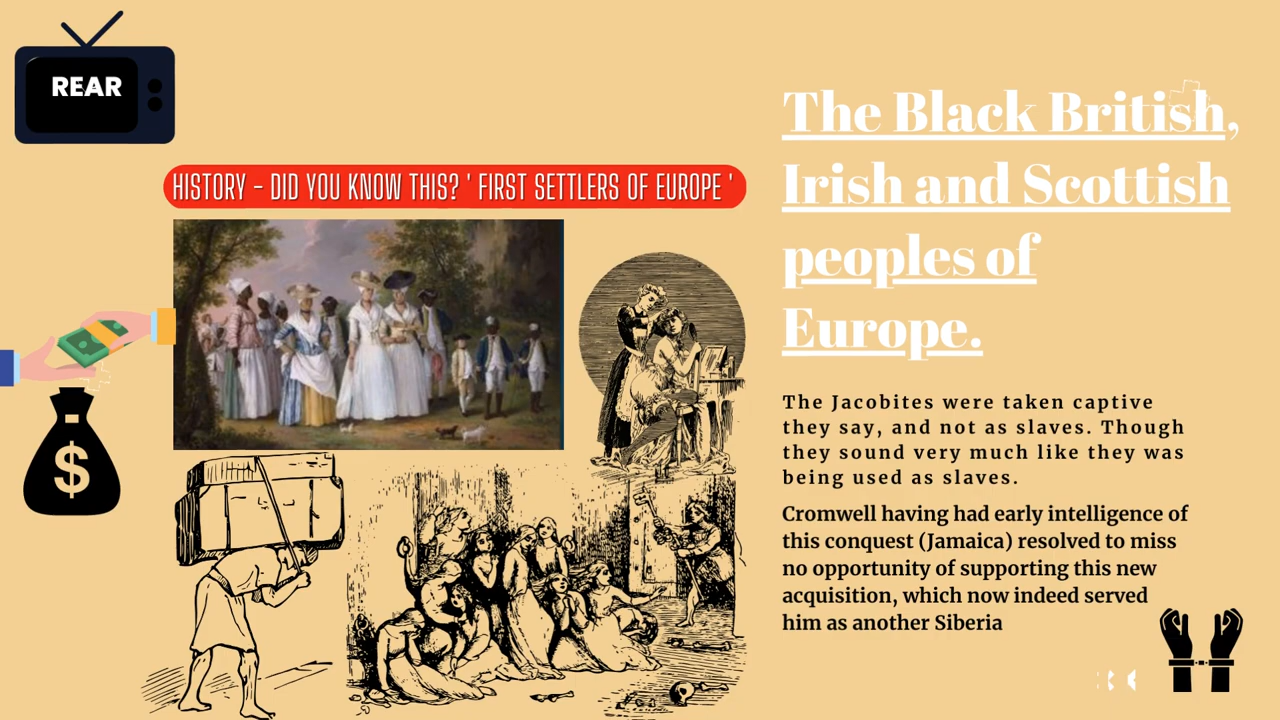 REAR
HISTORY - DID YOU KNOW THIS? ' FIRST SETTLERS OF EUROPE '
The Black British,
Irish and Scottish
peoples of
Europe.
The Jacobites were taken captive
they say, and not as slaves. Though
they sound very much like they was
being used as slaves.
Cromwell having had early intelligence of
this conquest (Jamaica) resolved to miss
no opportunity of supporting this new
acquisition, which now indeed served
him as another Siberia
$